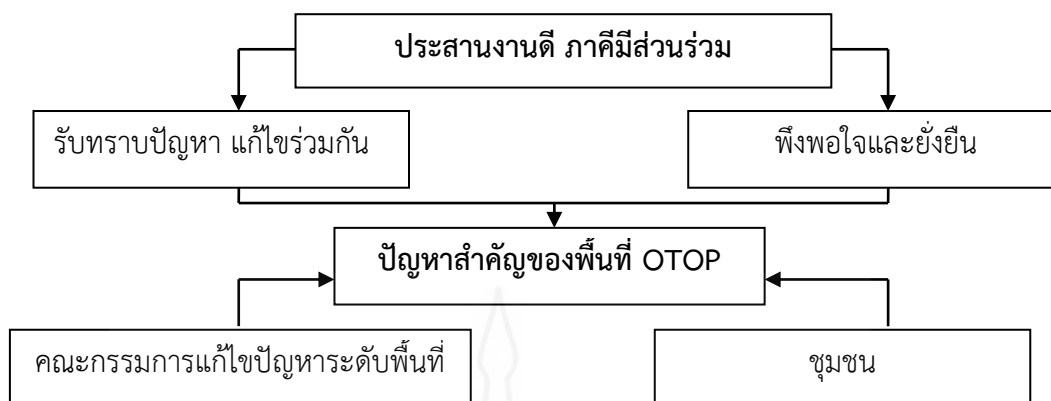 ประสานงานดี ภาคีมีส่วนร่วม
รับทราบปัญหา แก้ไขร่วมกัน
พึงพอใจและยั่งยืน
ปัญหาสำคัญของพื้นที่ OTOP
คณะกรรมการแก้ไขปัญหาระดับพื้นที่
ชุมชน